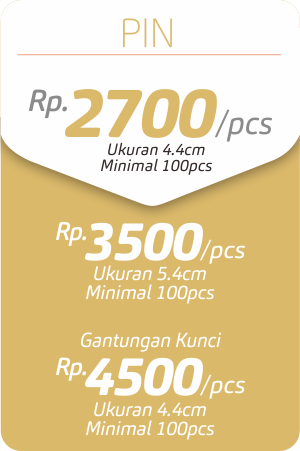 PIN
Rp.2700/pcs
Ukuran 4.4cm
Minimal 100pcs
Rp.3500/pcs
Ukuran 5.4cm
Minimal 100pcs
Gantungan Kunci
Rp.4500/pcs
Ukuran 4.4cm
Minimal 100pcs